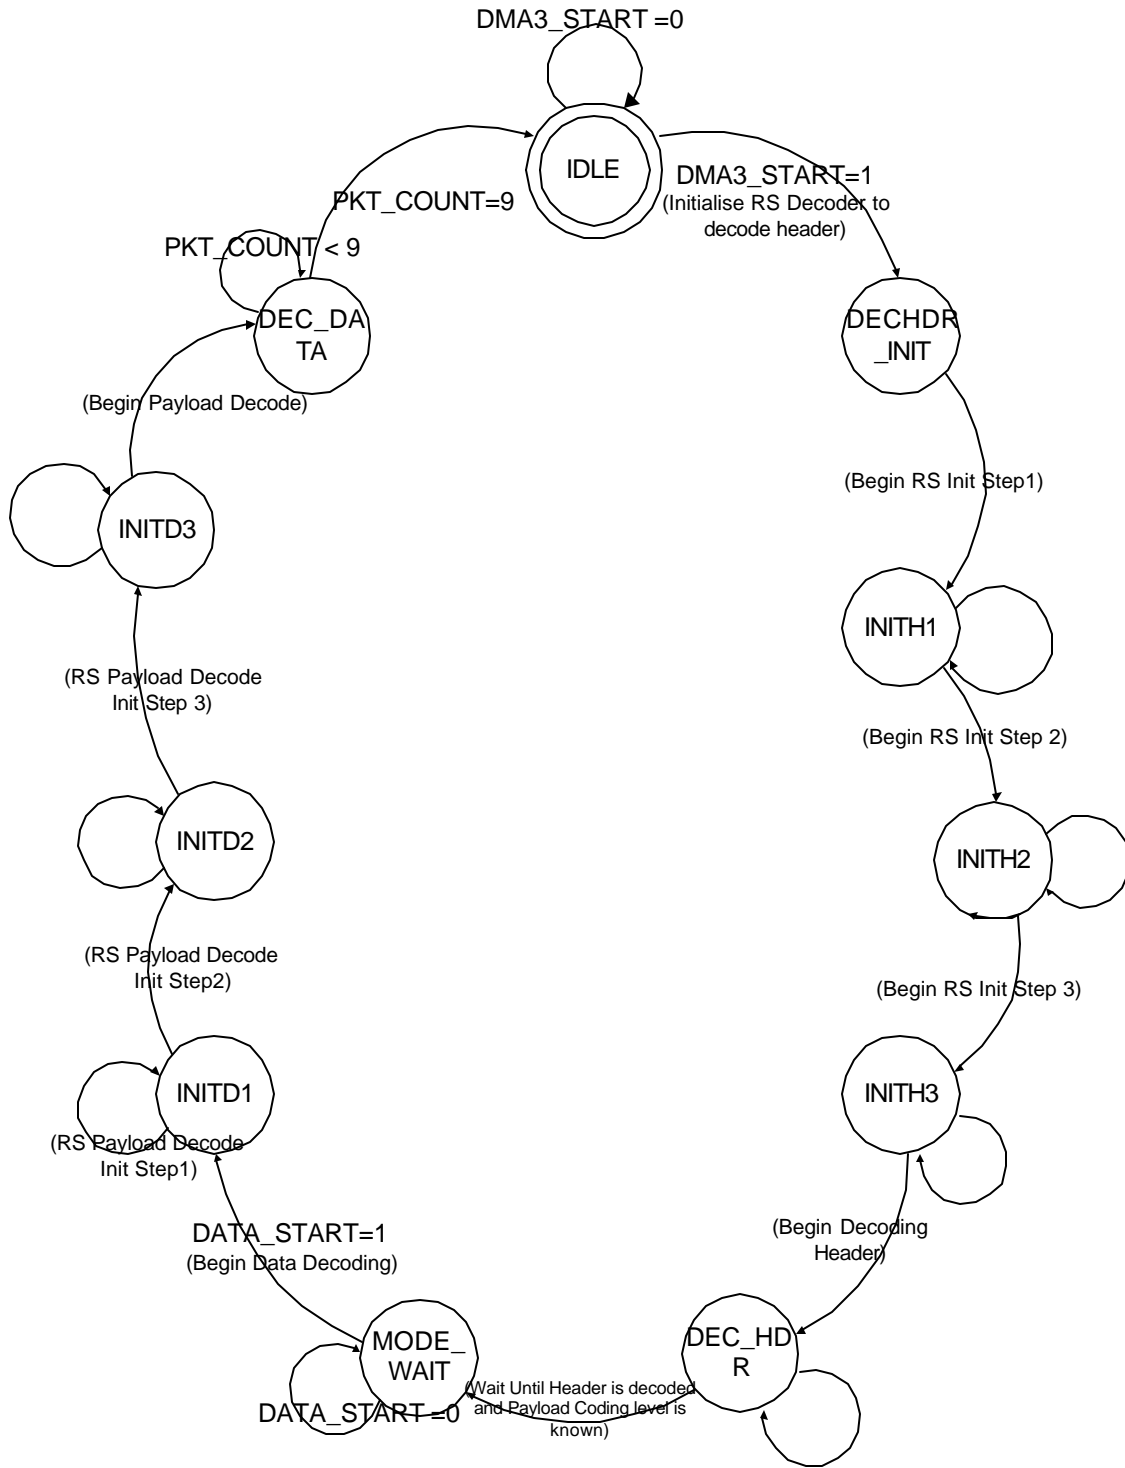 DMA3_START =0
IDLE
DMA3_START=1
(Initialise RS Decoder to
decode header)
DECHDR
_INIT
(Begin RS Init Step1)
INITH1
(Begin RS Init Step 2)
INITH2
(Begin RS Init Step 3)
INITH3
(Begin Decoding
Header)
DEC_HD
R
(Wait Until Header is decoded
and Payload Coding level is
known)
MODE_
WAIT
DATA_START =0
DATA_START=1
(Begin Data Decoding)
INITD1
(RS Payload Decode
Init Step1)
(RS Payload Decode
Init Step2)
INITD2
(RS Payload Decode
Init Step 3)
INITD3
(Begin Payload Decode)
DEC_DA
TA
PKT_COUNT < 9
PKT_COUNT=9